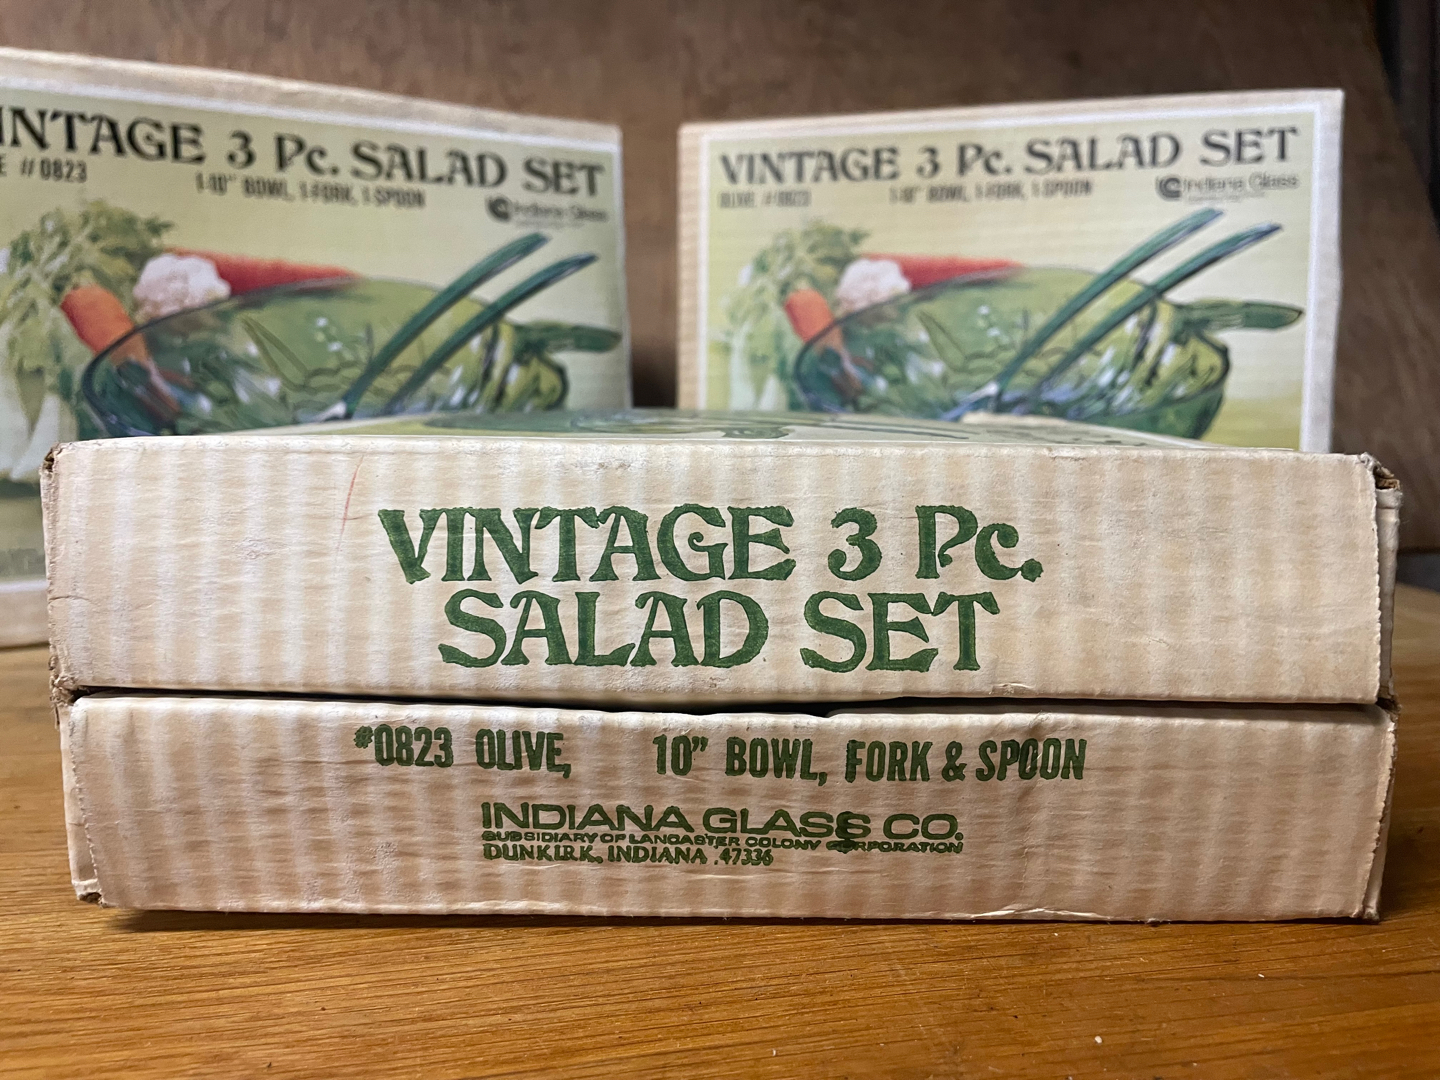 INTAGE 3 Pc. SALAD SET
E #0823
1-10" BOWL, 1-FORK, 1-SPOON
Indiana Glass
VINTAGE 3 Pc. SALAD SET
OLIVE #0823
1-10" BOWL, 1-FORK, 1-SPOON
Indiana Glass
VINTAGE 3 Pc.
SALAD SET
#0823 OLIVE, 10" BOWL, FORK & SPOON
INDIANA GLASS CO.
SUBSIDIARY OF LANCASTER COLONY CORPORATION
DUNKIRK, INDIANA 47336